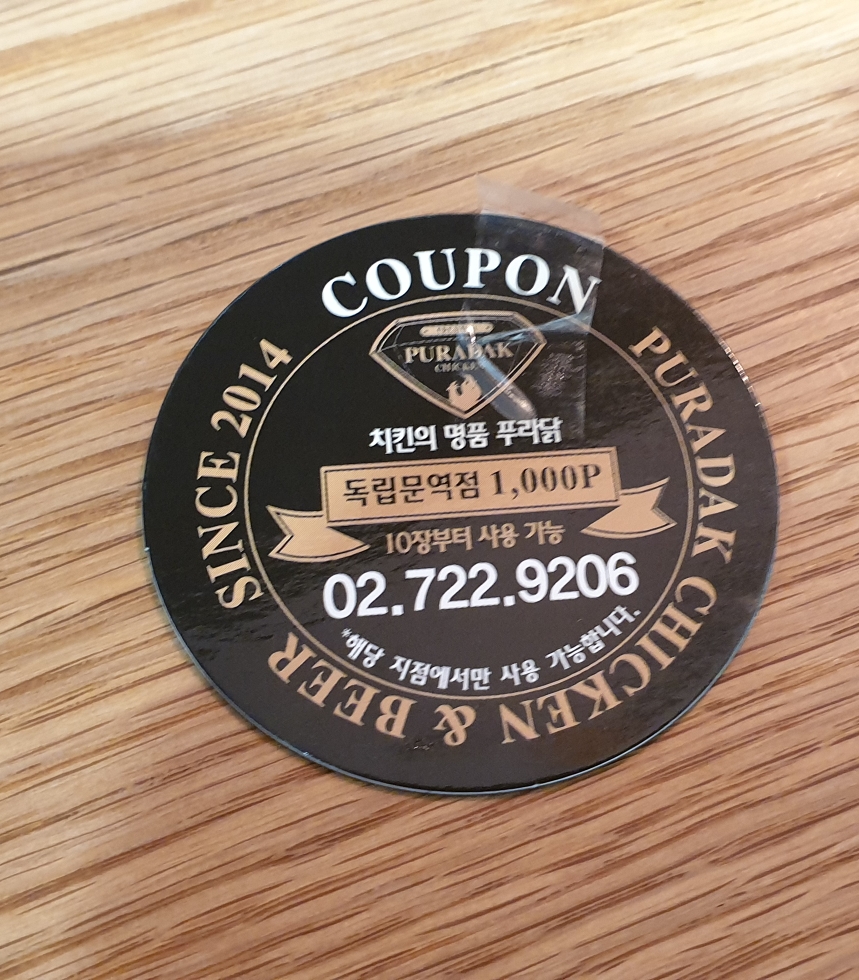 COUPON
SINCE 2014
PURADAK CHICKEN & BEER
PURADAK
CHICKEN
치킨의 명품 푸라닭
독립문역점 1,000P
10장부터 사용 가능
02.722.9206
*해당 지점에서만 사용 가능합니다.